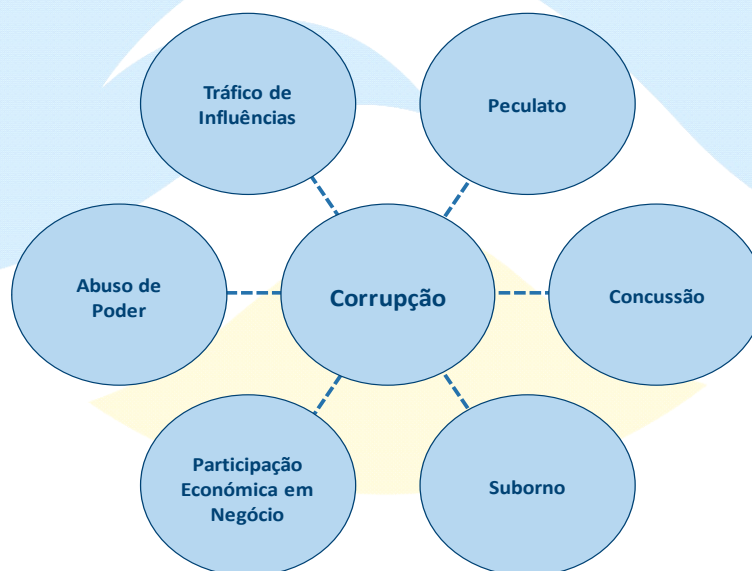 Tráfico de
Influências
Peculato
Abuso de
Poder
Corrupção
Concussão
Participação
Económica em
Negócio
Suborno